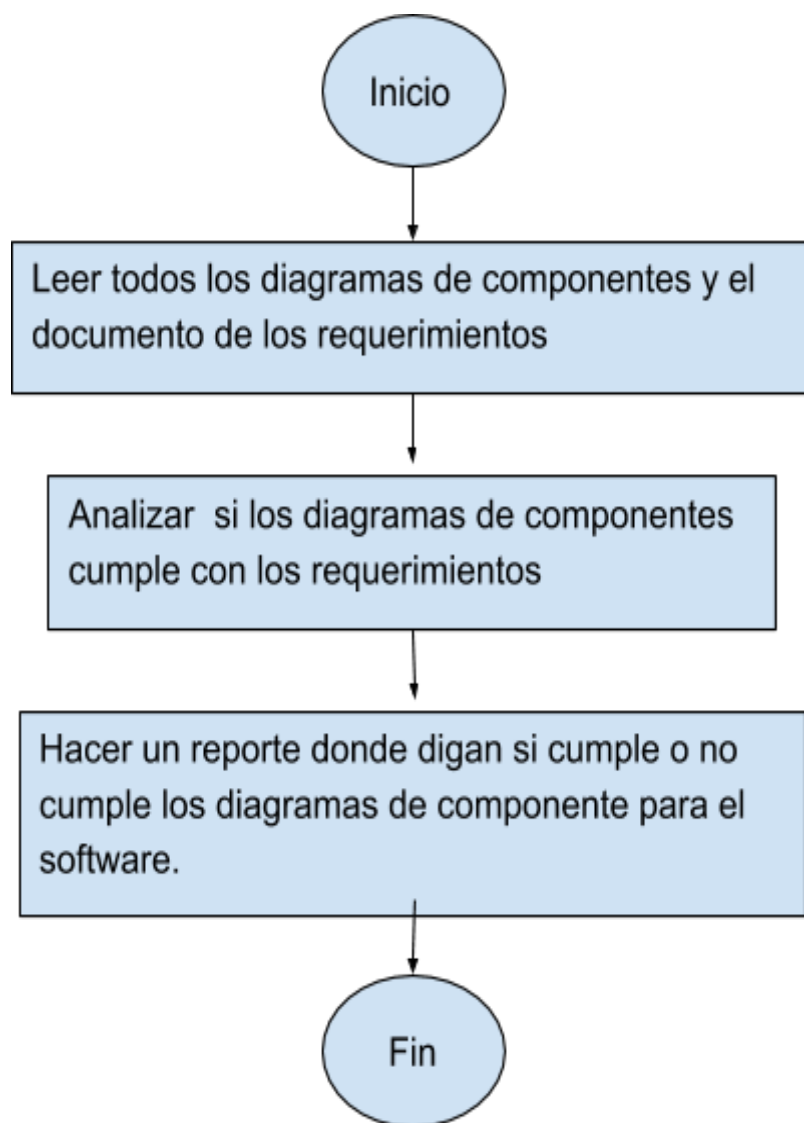 Inicio
Leer todos los diagramas de componentes y el
documento de los requerimientos
Analizar  si los diagramas de componentes
cumple con los requerimientos
Hacer un reporte donde digan si cumple o no
cumple los diagramas de componente para el
software.
Fin